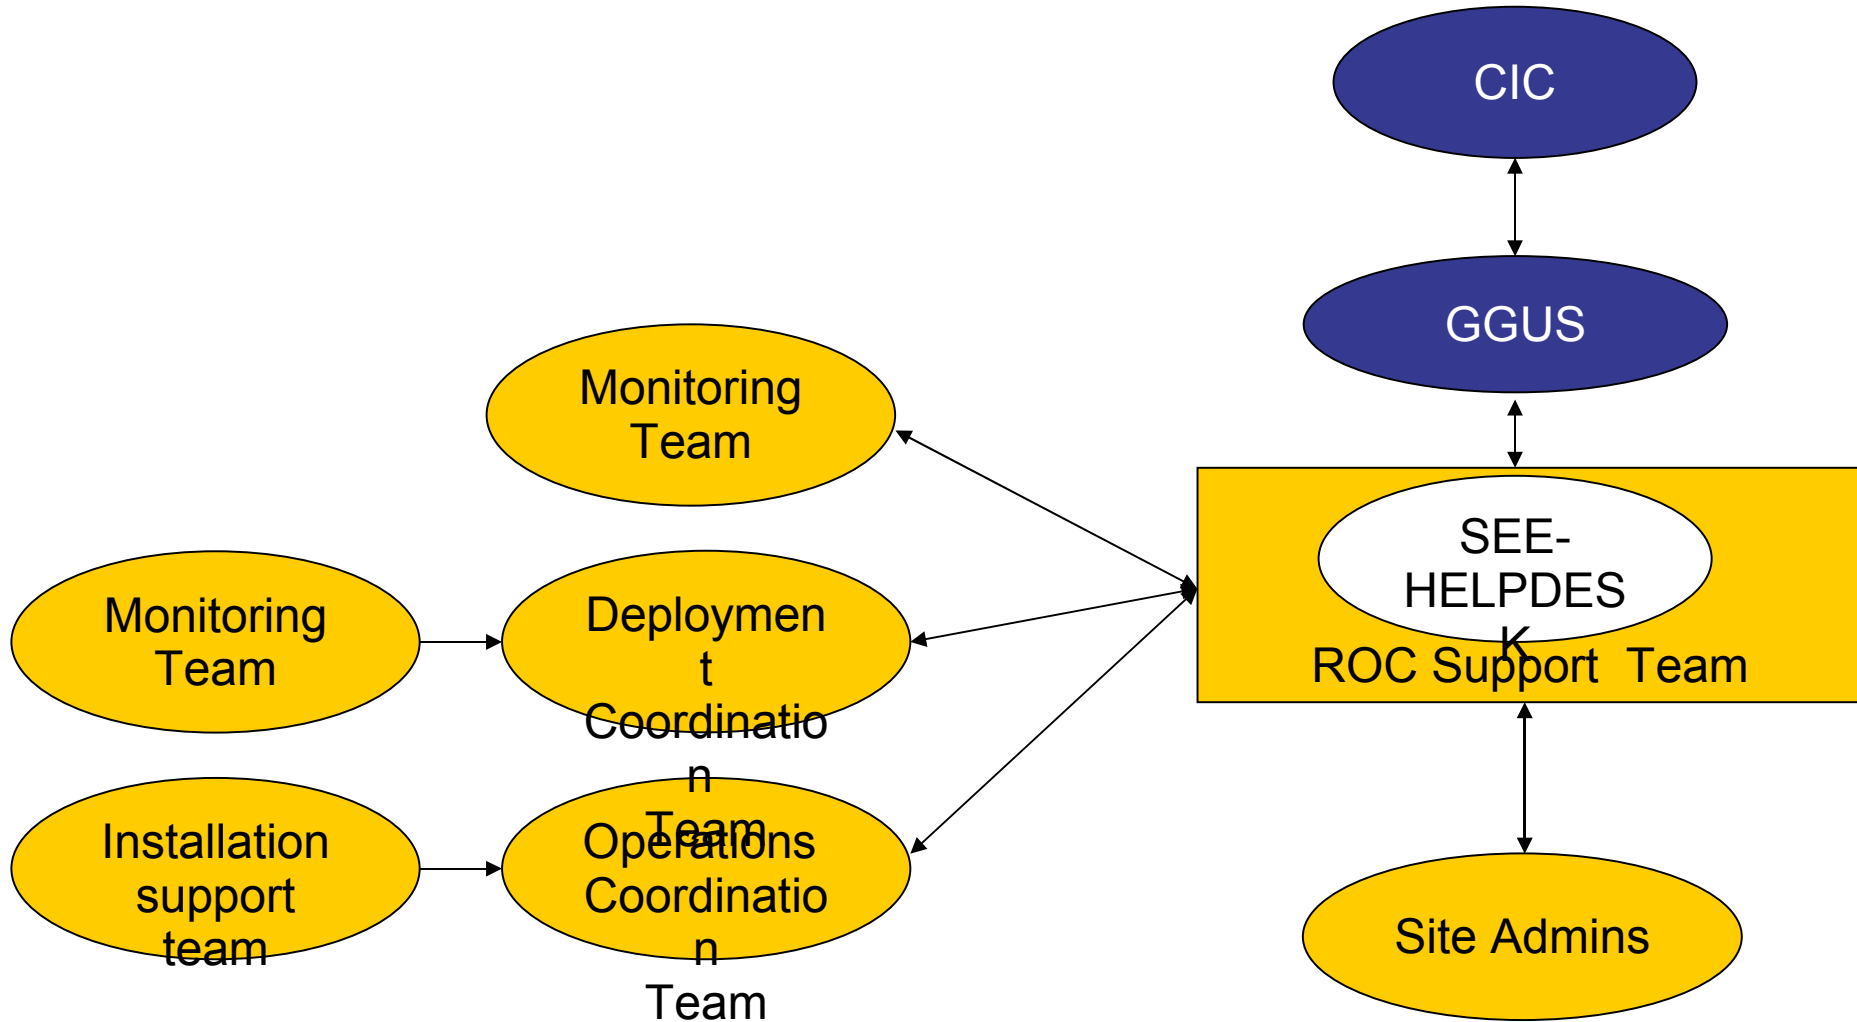 CIC
GGUS
Monitoring
Team
SEE-
HELPDES
K
ROC Support  Team
Monitoring
Team
Deploymen
t
Coordinatio
n
Team
Installation
support
team
Operations
Coordinatio
n
Team
Site Admins